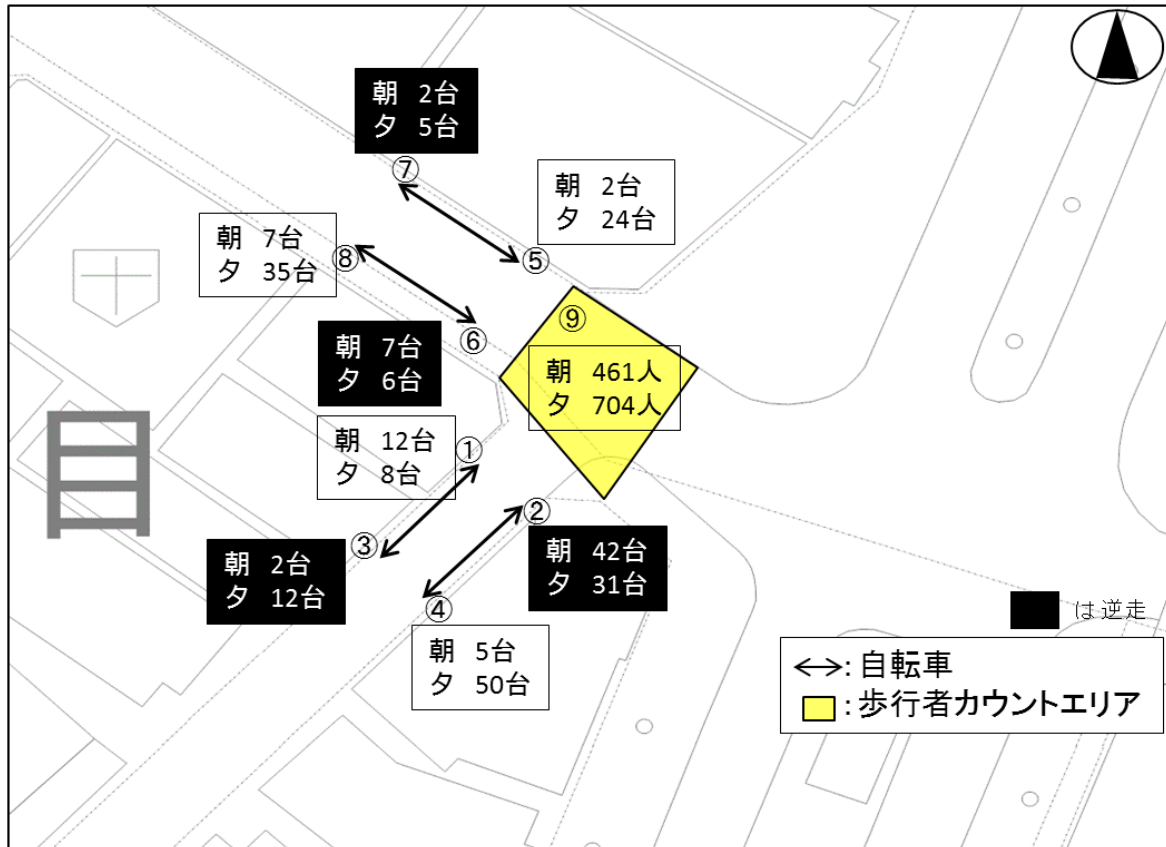 朝 2台
夕 5台
⑦
朝 2台
夕 24台
⑤
朝 7台
夕 35台
⑧
⑥
朝 7台
夕 6台
⑨
朝 461人
夕 704人
朝 12台
夕 8台
①
②
③
朝 2台
夕 12台
朝 42台
夕 31台
④
朝 5台
夕 50台
は逆走
⟷: 自転車
: 歩行者カウントエリア